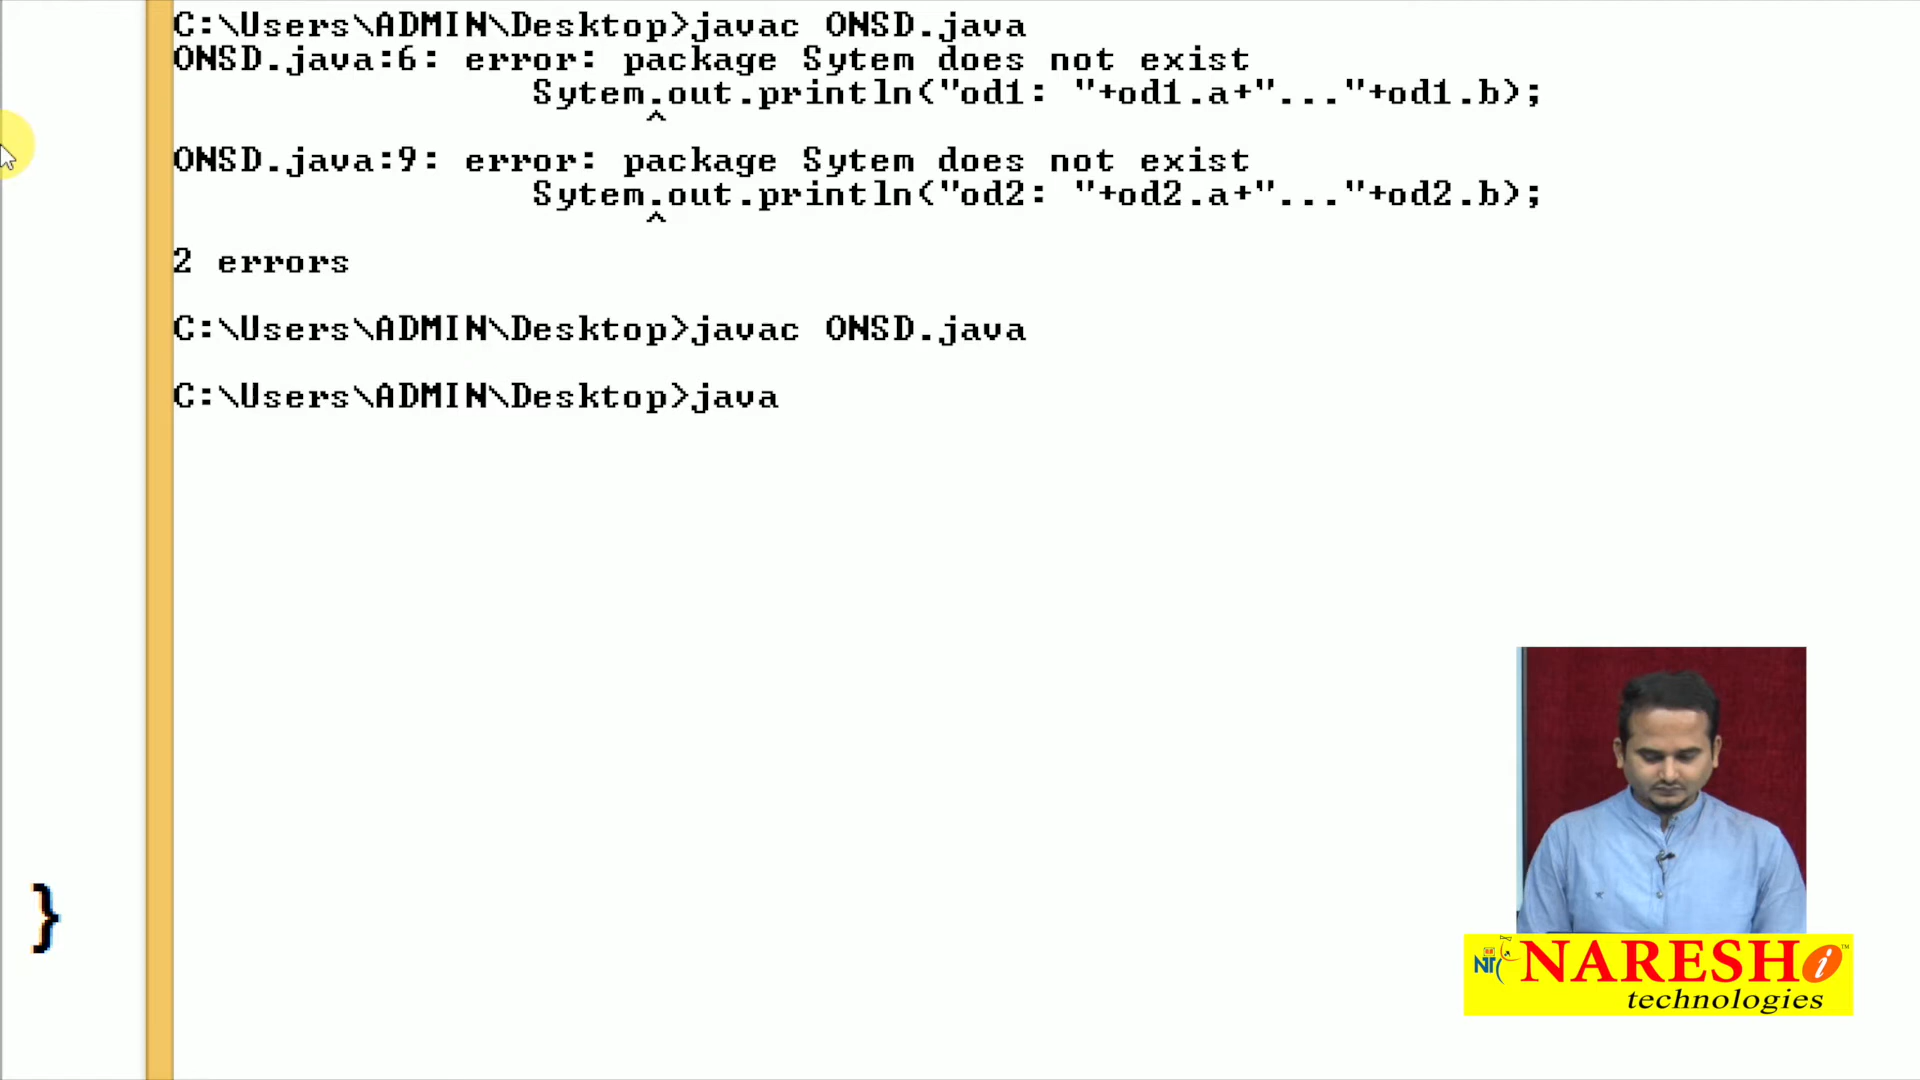 C:\Users\ADMIN\Desktop>javac ONSD.java
ONSD.java:6: error: package Sytem does not exist
Sytem.out.println("od1: "+od1.a+"..."+od1.b);
^
ONSD.java:9: error: package Sytem does not exist
Sytem.out.println("od2: "+od2.a+"..."+od2.b);
^
2 errors
C:\Users\ADMIN\Desktop>javac ONSD.java
C:\Users\ADMIN\Desktop>java
}
NT NARESH i ™
technologies